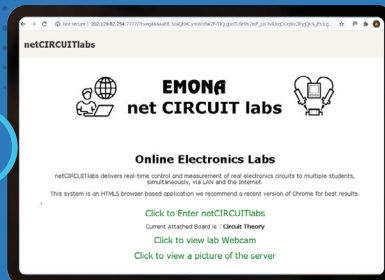 Not secure
netCIRCUITlabs
EMONA
net CIRCUIT labs
Online Electronics Labs
netCIRCUITlabs delivers real-time control and measurement of real electronics circuits to multiple students,
simultaneously, via LAN and the Internet.
This system is an HTML5 browser based application we recommend a recent version of Chrome for best results.
Click to Enter netCIRCUITlabs
Current Attached Board is : Circuit Theory
Click to view lab Webcam
Click to view a picture of the server